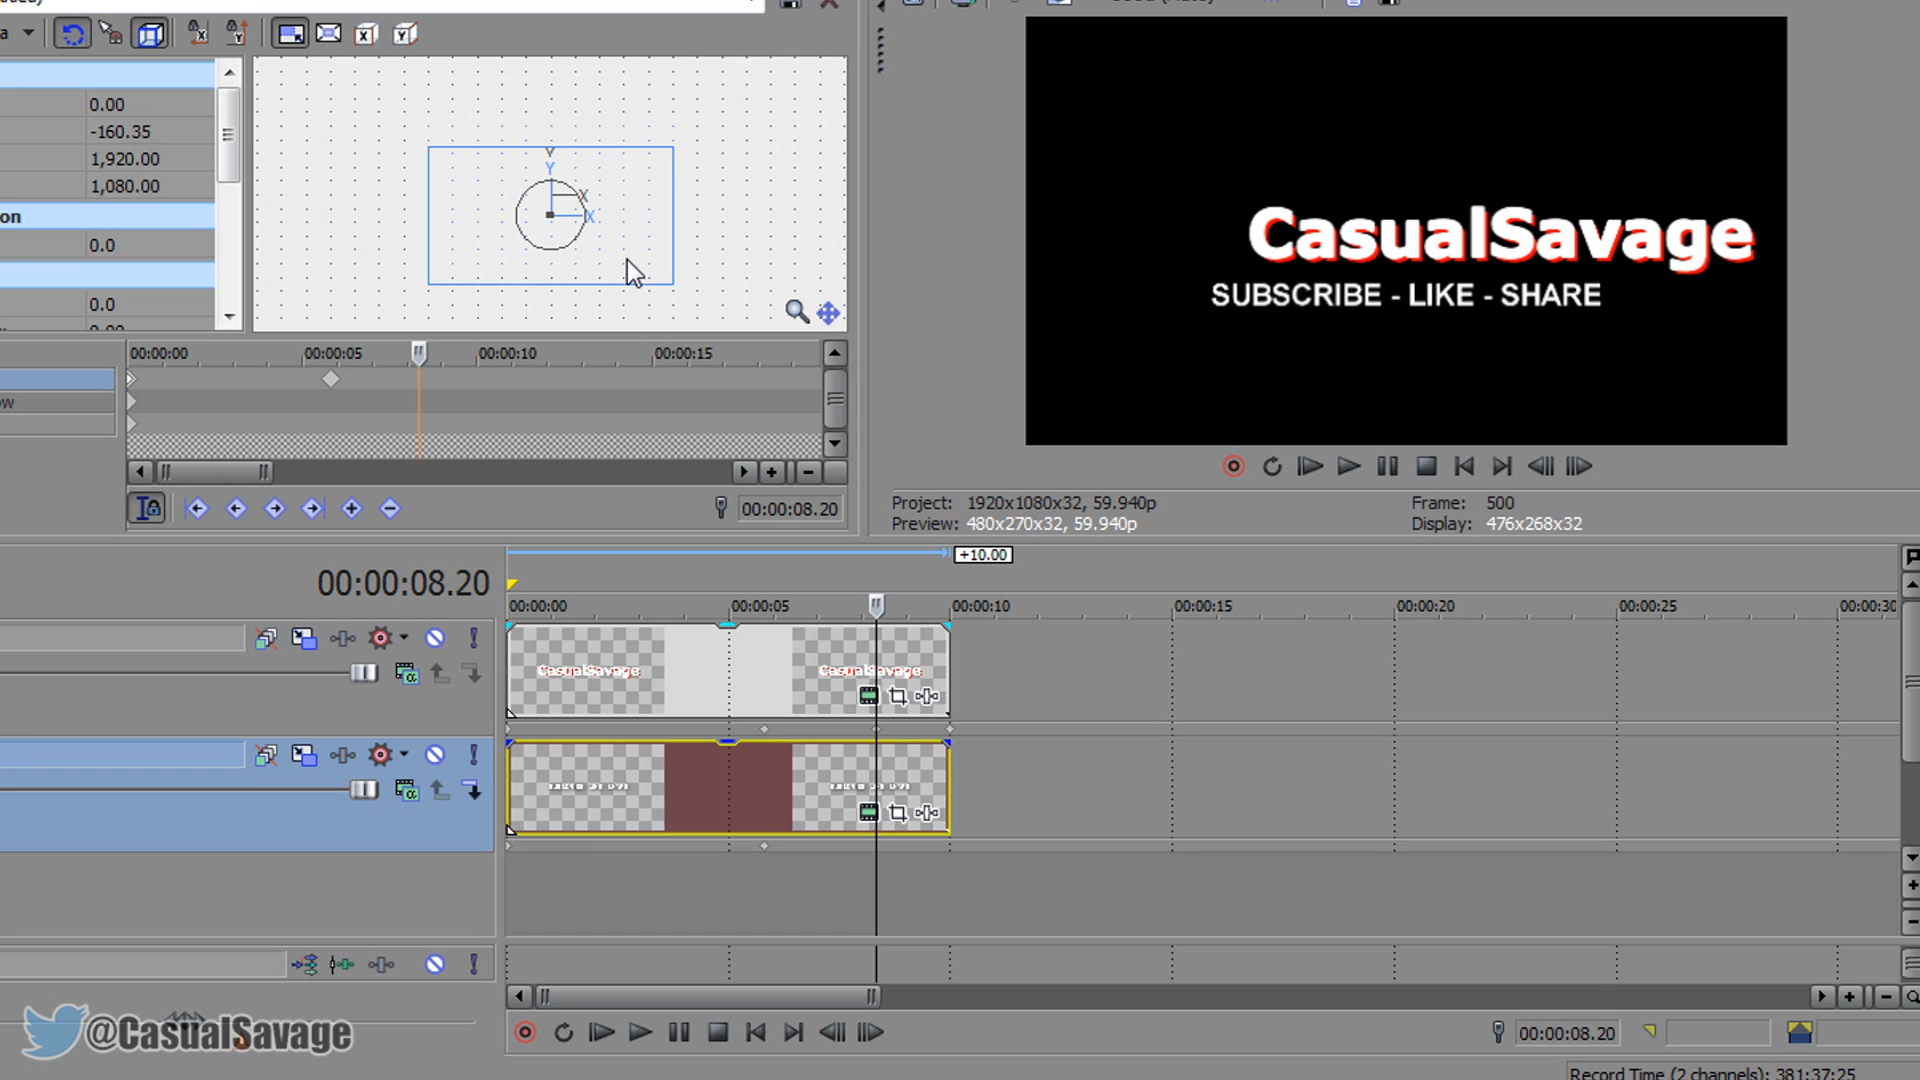 0.00
-160.35
1,920.00
1,080.00
on
0.0
0.0
Y
Y
X
X
00:00:00
00:00:05
00:00:10
00:00:15
ow
00:00:08.20
CasualSavage
SUBSCRIBE - LIKE - SHARE
Project: 1920x1080x32, 59.940p
Frame: 500
Preview: 480x270x32, 59.940p
Display: 476x268x32
+10.00
00:00:08.20
00:00:00
00:00:05
00:00:10
00:00:15
00:00:20
00:00:25
00:00:30
CasualSavage
CasualSavage
@CasualSavage
00:00:08.20
Record Time (2 channels): 381:37:25